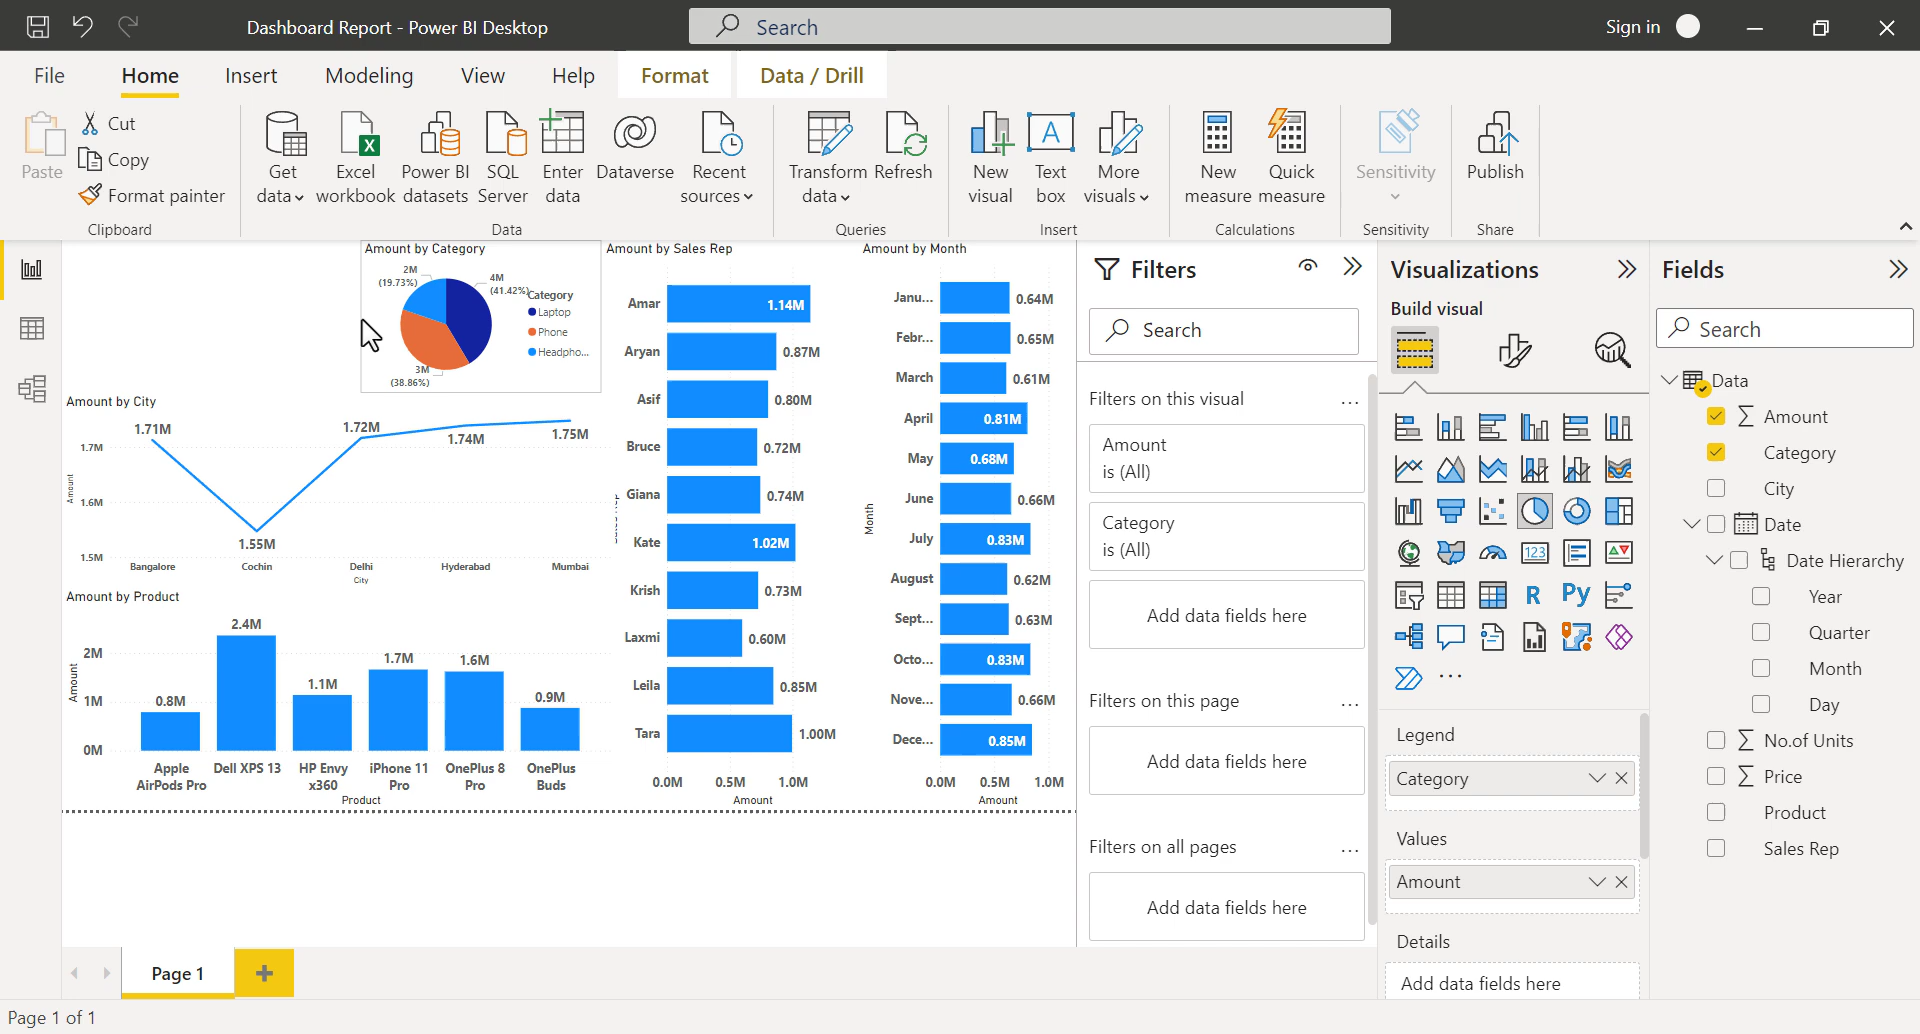 Dashboard Report - Power BI Desktop
Search
Sign in
File
Home
Insert
Modeling
View
Help
Format
Data / Drill
Paste
Cut
Copy
Format painter
Clipboard
Get data
Excel workbook
Power BI datasets
SQL Server
Enter data
Dataverse
Recent sources
Data
Transform data
Refresh
Queries
New visual
Text box
More visuals
Insert
New measure
Quick measure
Calculations
Sensitivity
Sensitivity
Publish
Share
Amount by Category
2M
(19.73%)
4M
(41.42%)
3M
(38.86%)
Category
Laptop
Phone
Headpho...
Amount by City
Amount
1.7M
1.6M
1.5M
1.71M
1.55M
1.72M
1.74M
1.75M
Bangalore
Cochin
Delhi
Hyderabad
Mumbai
City
Amount by Product
Amount
2M
1M
0M
0.8M
2.4M
1.1M
1.7M
1.6M
0.9M
Apple AirPods Pro
Dell XPS 13
HP Envy x360
iPhone 11 Pro
OnePlus 8 Pro
OnePlus Buds
Product
Amount by Sales Rep
Amar 1.14M
Aryan 0.87M
Asif 0.80M
Bruce 0.72M
Giana 0.74M
Kate 1.02M
Krish 0.73M
Laxmi 0.60M
Leila 0.85M
Tara 1.00M
0.0M 0.5M 1.0M
Amount
Amount by Month
Month
Janu... 0.64M
Febr... 0.65M
March 0.61M
April 0.81M
May 0.68M
June 0.66M
July 0.83M
August 0.62M
Sept... 0.63M
Octo... 0.83M
Nove... 0.66M
Dece... 0.85M
0.0M 0.5M 1.0M
Amount
Filters
Search
Filters on this visual ...
Amount
is (All)
Category
is (All)
Add data fields here
Filters on this page ...
Add data fields here
Filters on all pages ...
Add data fields here
Visualizations
Build visual
123
R
Py
...
Legend
Category
Values
Amount
Details
Add data fields here
Fields
Search
Data
Amount
Category
City
Date
Date Hierarchy
Year
Quarter
Month
Day
No.of Units
Price
Product
Sales Rep
Page 1
Page 1 of 1